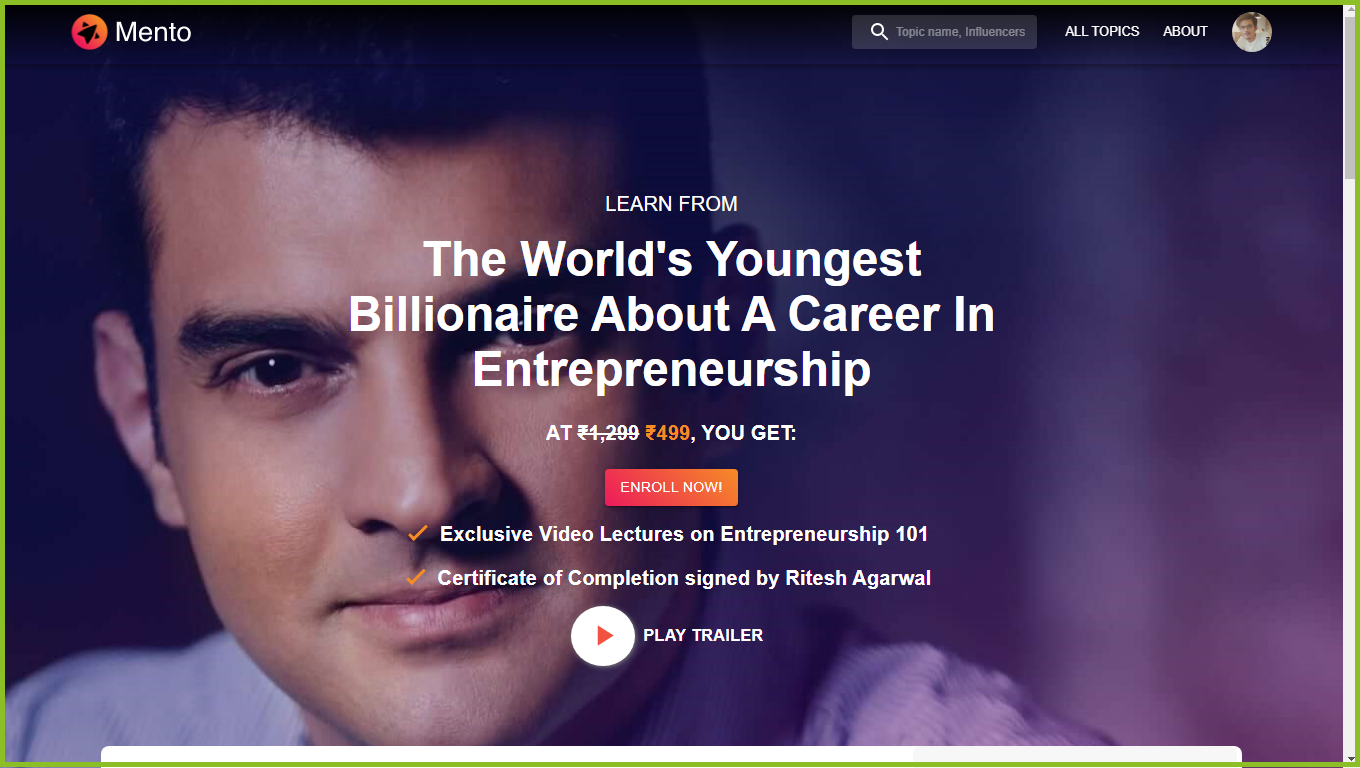 Mento
Topic name, Influencers
ALL TOPICS
ABOUT
LEARN FROM
The World's Youngest
Billionaire About A Career In
Entrepreneurship
AT ₹1,299 ₹499, YOU GET:
ENROLL NOW!
Exclusive Video Lectures on Entrepreneurship 101
Certificate of Completion signed by Ritesh Agarwal
PLAY TRAILER